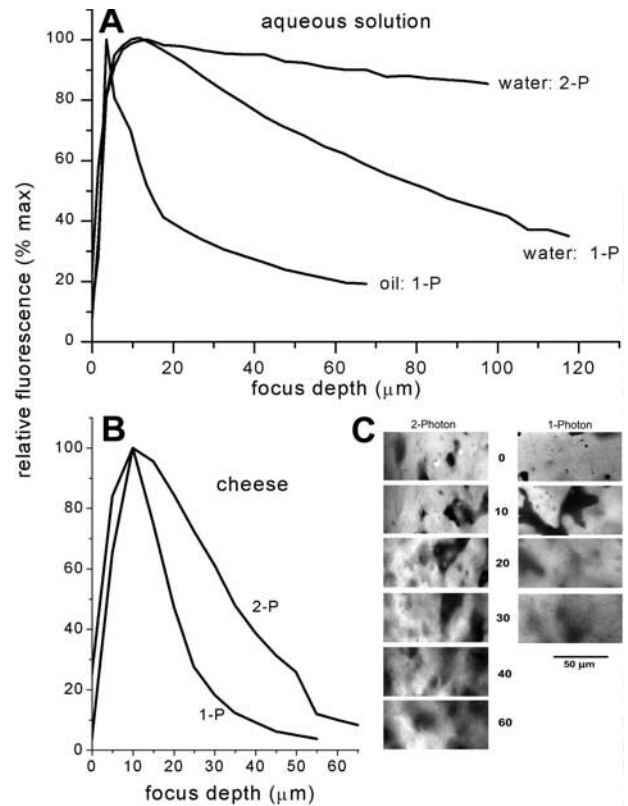 A
aqueous solution
100
80
60
40
20
0
water: 2-P
water: 1-P
oil: 1-P
0 20 40 60 80 100 120
focus depth (μm)
relative fluorescence (% max)
B
cheese
100
80
60
40
20
0
2-P
1-P
0 10 20 30 40 50 60
focus depth (μm)
C
2-Photon 1-Photon
0
10
20
30
40
60
50 μm